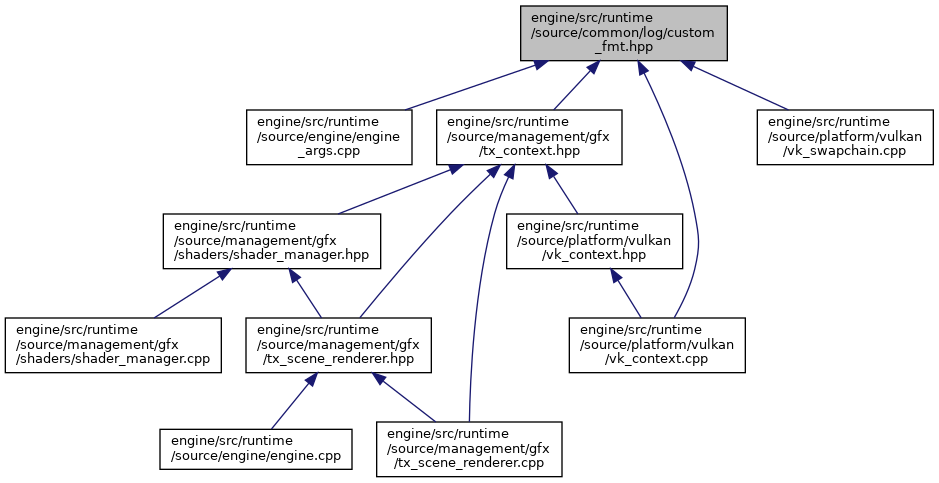 engine/src/runtime
/source/common/log/custom
_fmt.hpp
engine/src/runtime
/source/engine/engine
_args.cpp
engine/src/runtime
/source/management/gfx
/tx_context.hpp
engine/src/runtime
/source/platform/vulkan
/vk_swapchain.cpp
engine/src/runtime
/source/management/gfx
/shaders/shader_manager.hpp
engine/src/runtime
/source/platform/vulkan
/vk_context.hpp
engine/src/runtime
/source/management/gfx
/shaders/shader_manager.cpp
engine/src/runtime
/source/management/gfx
/tx_scene_renderer.hpp
engine/src/runtime
/source/platform/vulkan
/vk_context.cpp
engine/src/runtime
/source/engine/engine.cpp
engine/src/runtime
/source/management/gfx
/tx_scene_renderer.cpp